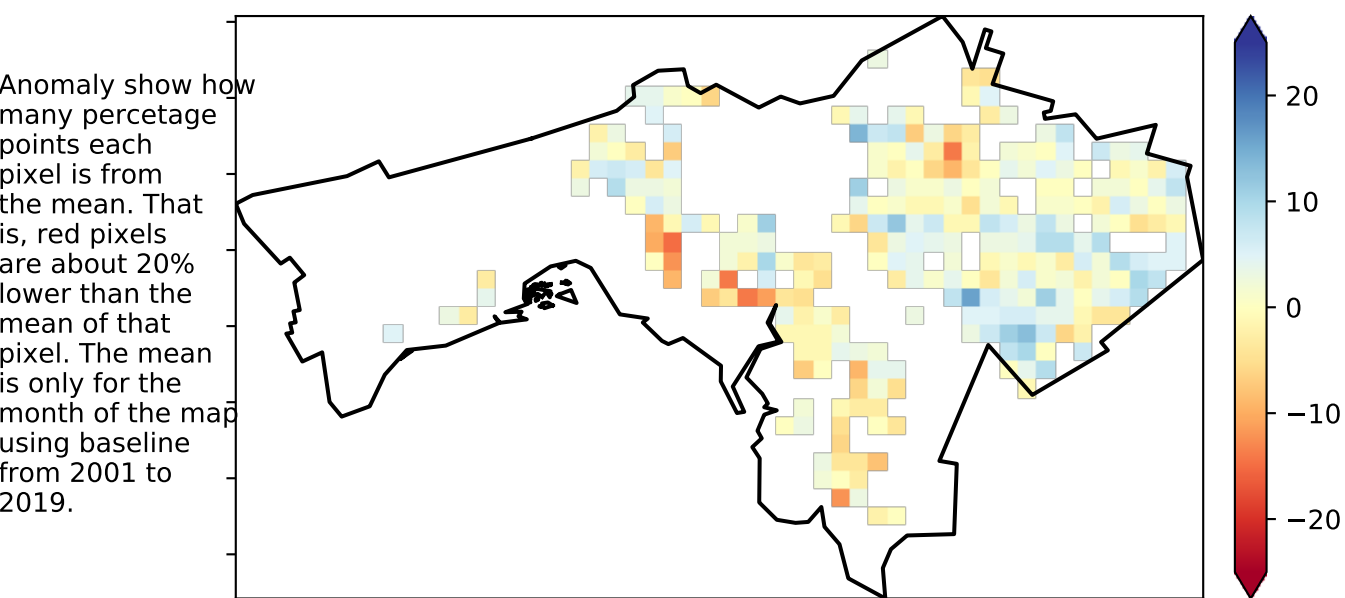 Anomaly show how
many percetage
points each
pixel is from
the mean. That
is, red pixels
are about 20%
lower than the
mean of that
pixel. The mean
is only for the
month of the map
using baseline
from 2001 to
2019.
20
10
0
−10
−20